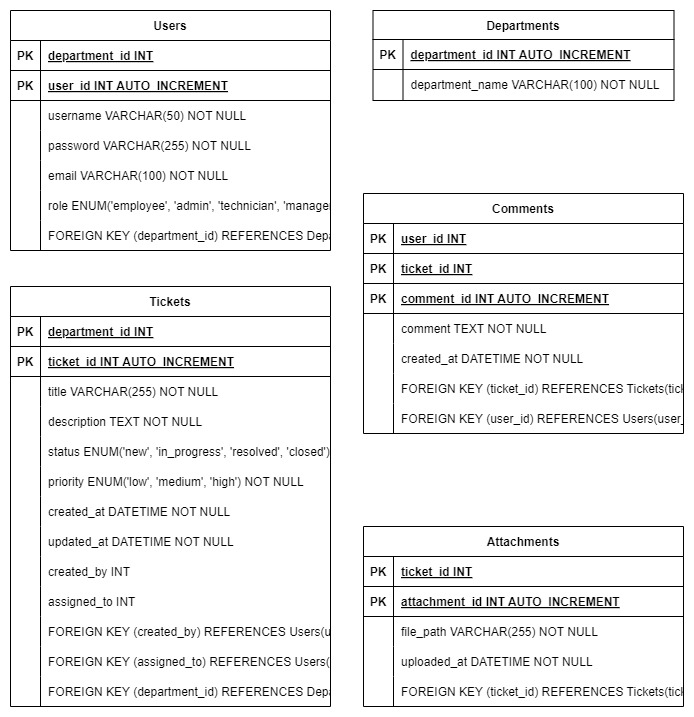 Users
PK department_id INT
PK user_id INT AUTO_INCREMENT
username VARCHAR(50) NOT NULL
password VARCHAR(255) NOT NULL
email VARCHAR(100) NOT NULL
role ENUM('employee', 'admin', 'technician', 'manager
FOREIGN KEY (department_id) REFERENCES Depa
Tickets
PK department_id INT
PK ticket_id INT AUTO_INCREMENT
title VARCHAR(255) NOT NULL
description TEXT NOT NULL
status ENUM('new', 'in_progress', 'resolved', 'closed')
priority ENUM('low', 'medium', 'high') NOT NULL
created_at DATETIME NOT NULL
updated_at DATETIME NOT NULL
created_by INT
assigned_to INT
FOREIGN KEY (created_by) REFERENCES Users(u
FOREIGN KEY (assigned_to) REFERENCES Users(
FOREIGN KEY (department_id) REFERENCES Depa
Departments
PK department_id INT AUTO_INCREMENT
department_name VARCHAR(100) NOT NULL
Comments
PK user_id INT
PK ticket_id INT
PK comment_id INT AUTO_INCREMENT
comment TEXT NOT NULL
created_at DATETIME NOT NULL
FOREIGN KEY (ticket_id) REFERENCES Tickets(tick
FOREIGN KEY (user_id) REFERENCES Users(user_
Attachments
PK ticket_id INT
PK attachment_id INT AUTO_INCREMENT
file_path VARCHAR(255) NOT NULL
uploaded_at DATETIME NOT NULL
FOREIGN KEY (ticket_id) REFERENCES Tickets(tick